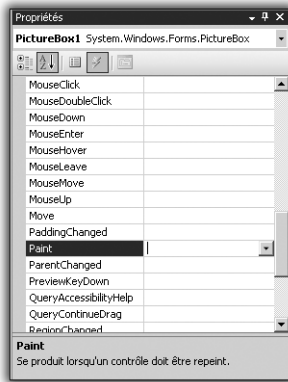 Propriétés
PictureBox1 System.Windows.Forms.PictureBox
MouseClick
MouseDoubleClick
MouseDown
MouseEnter
MouseHover
MouseLeave
MouseMove
MouseUp
Move
PaddingChanged
Paint
ParentChanged
PreviewKeyDown
QueryAccessibilityHelp
QueryContinueDrag
RegionChanged
Paint
Se produit lorsqu'un contrôle doit être repeint.